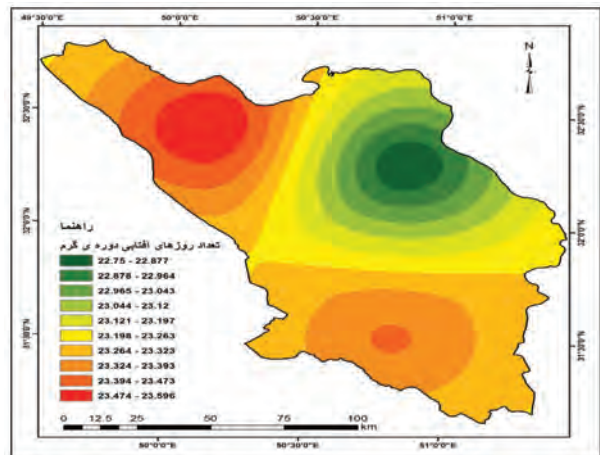 49°30'0"E 50°0'0"E 50°30'0"E 51°0'0"E
N
32°30'0"N 32°30'0"N
32°0'0"N 32°0'0"N
31°30'0"N 31°30'0"N
راهنما
تعداد روزهای آفتابی دوره ی گرم
22.75 - 22.877
22.878 - 22.964
22.965 - 23.043
23.044 - 23.12
23.121 - 23.197
23.198 - 23.263
23.264 - 23.323
23.324 - 23.393
23.394 - 23.473
23.474 - 23.596
0 12.5 25 50 75 100
km
50°0'0"E 50°30'0"E 51°0'0"E